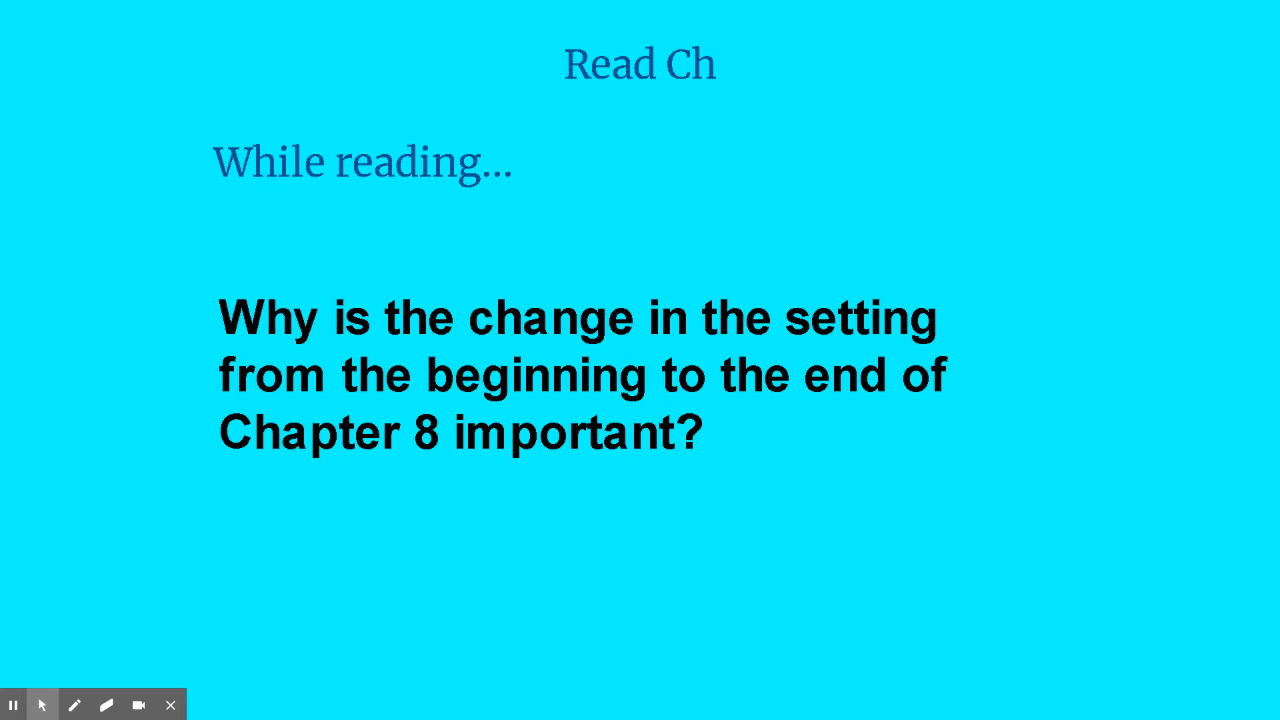 Read Ch
While reading...
Why is the change in the setting
from the beginning to the end of
Chapter 8 important?